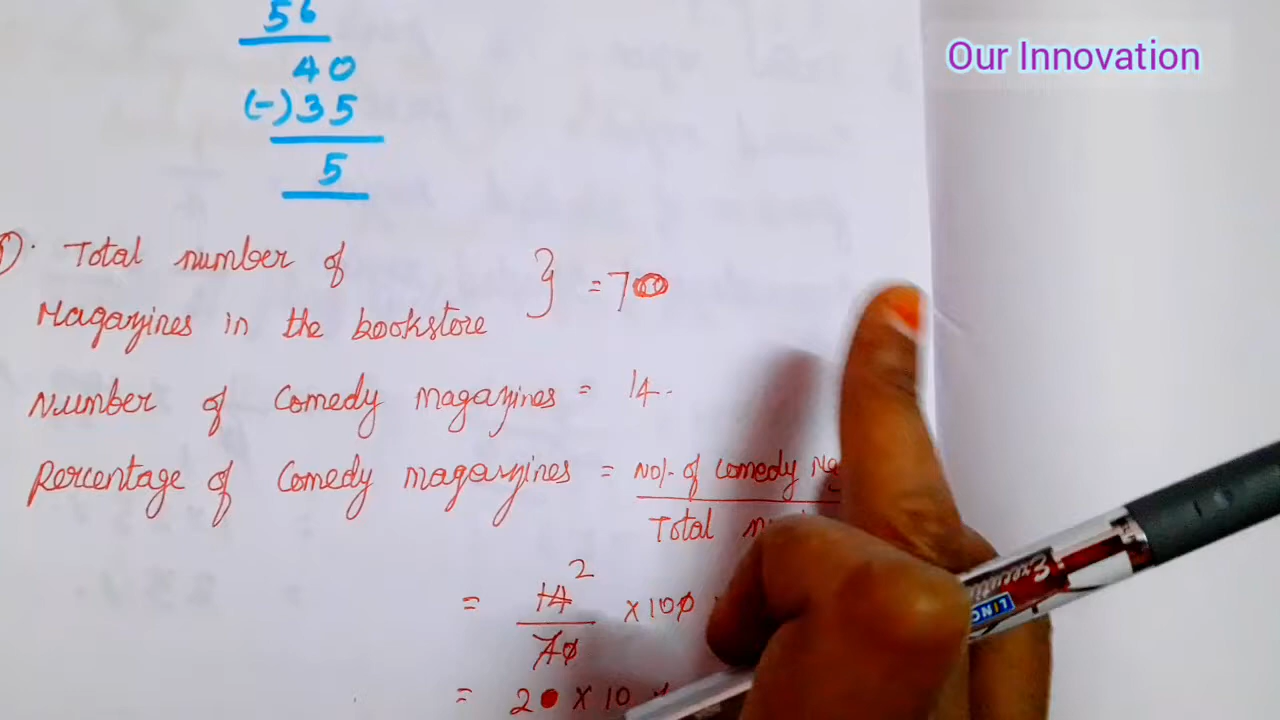 56
Our Innovation
40
(-) 35
5
Total number of
Magazines in the bookstore } = 70
Number of Comedy magazines = 14.
Percentage of Comedy magazines = No/. of Comedy
Total
2
= 14 × 100
70
= 2 × 10
LINC